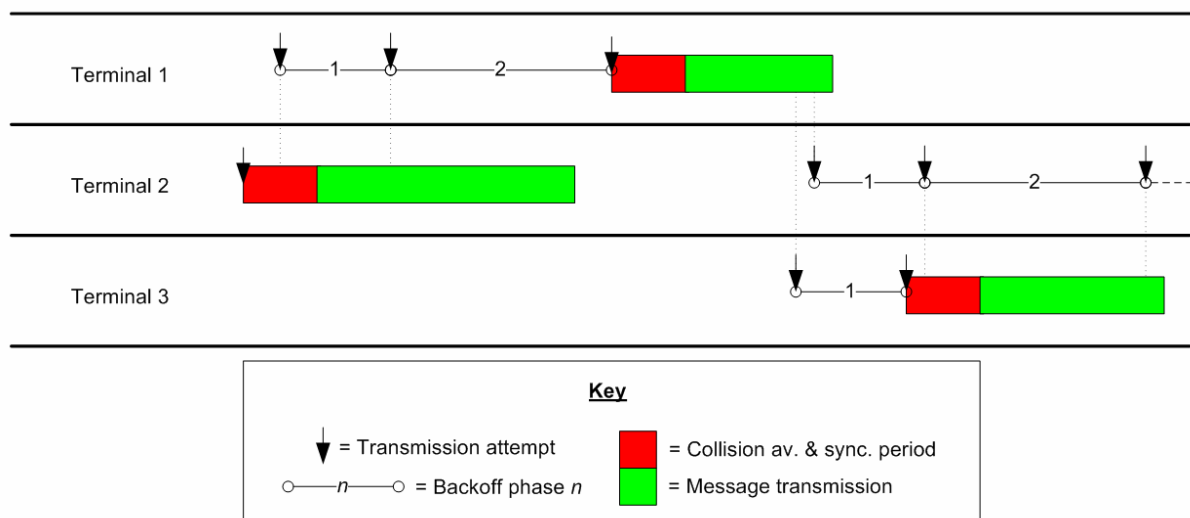 Terminal 1
1
2
Terminal 2
1
2
Terminal 3
1
Key
= Transmission attempt
= Collision av. & sync. period
n = Backoff phase n
= Message transmission